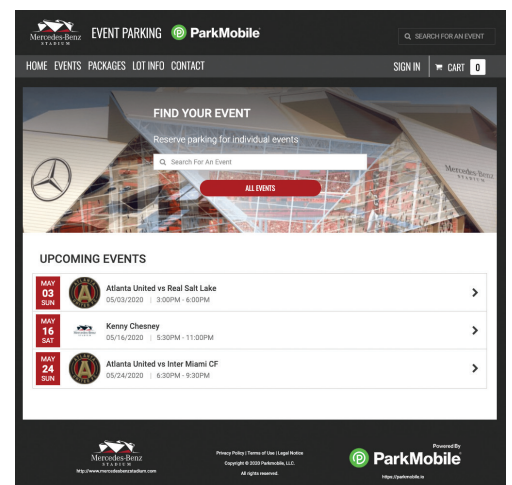 Mercedes-Benz
STADIUM
EVENT PARKING
ParkMobile
SEARCH FOR AN EVENT
HOME EVENTS PACKAGES LOT INFO CONTACT
SIGN IN
CART 0
FIND YOUR EVENT
Reserve parking for individual events
Search For An Event
ALL EVENTS
Mercedes-Benz
STADIUM
UPCOMING EVENTS
MAY
03
SUN
Atlanta United vs Real Salt Lake
05/03/2020 | 3:00PM - 6:00PM
MAY
16
SAT
Kenny Chesney
05/16/2020 | 5:30PM - 11:00PM
MAY
24
SUN
Atlanta United vs Inter Miami CF
05/24/2020 | 6:30PM - 9:30PM
Mercedes-Benz
STADIUM
http://www.mercedesbenzstadium.com
Privacy Policy | Terms of Use | Legal Notice
Copyright © 2020 Parkmobile, LLC.
All rights reserved.
Powered By
ParkMobile
https://parkmobile.io